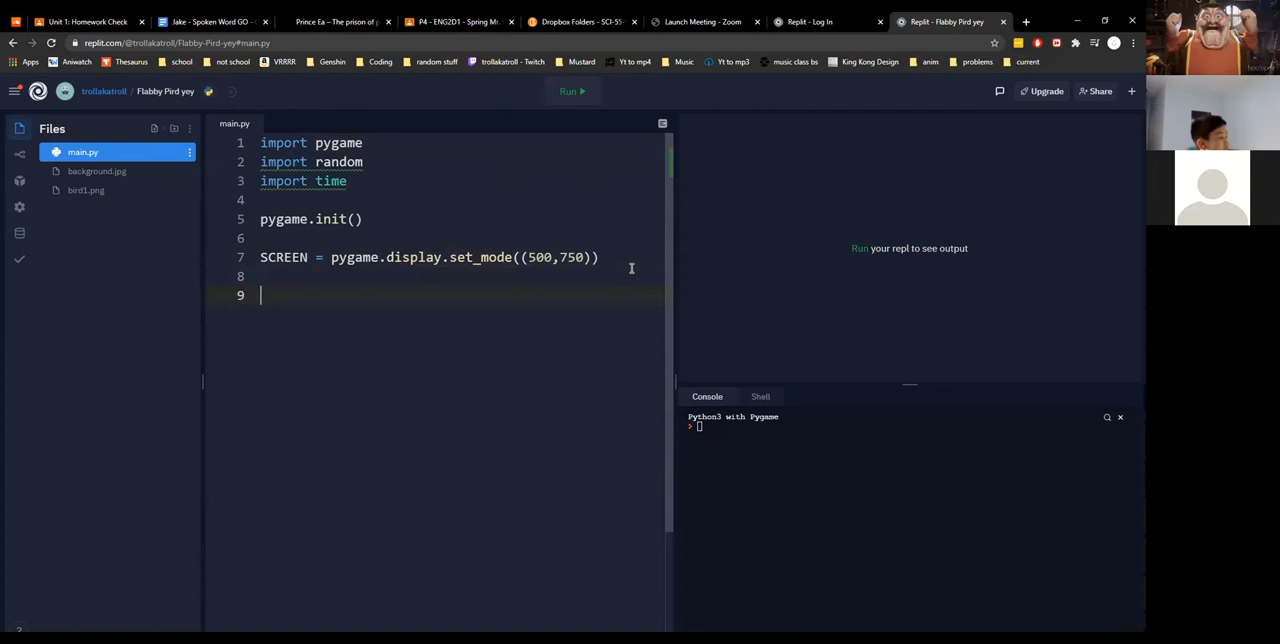 Unit 1: Homework Check
Jake - Spoken Word GO
Prince Ea – The prison of
P4 - ENG2D1 - Spring Mr.
Dropbox Folders - SCI-55
Launch Meeting - Zoom
Replit - Log In
Replit - Flabby Pird yey
replit.com/@trollakatroll/Flabby-Pird-yey#main.py
Apps
Aniwatch
Thesaurus
school
not school
VRRRR
Genshin
Coding
random stuff
trollakatroll - Twitch
Mustard
Yt to mp4
Music
Yt to mp3
music class bs
King Kong Design
anim
problems
current
trollakatroll / Flabby Pird yey
Run
Upgrade
Share
Files
main.py
background.jpg
bird1.png
main.py
1 import pygame
2 import random
3 import time
4
5 pygame.init()
6
7 SCREEN = pygame.display.set_mode((500,750))
8
9
Run your repl to see output
Console
Shell
Python3 with Pygame